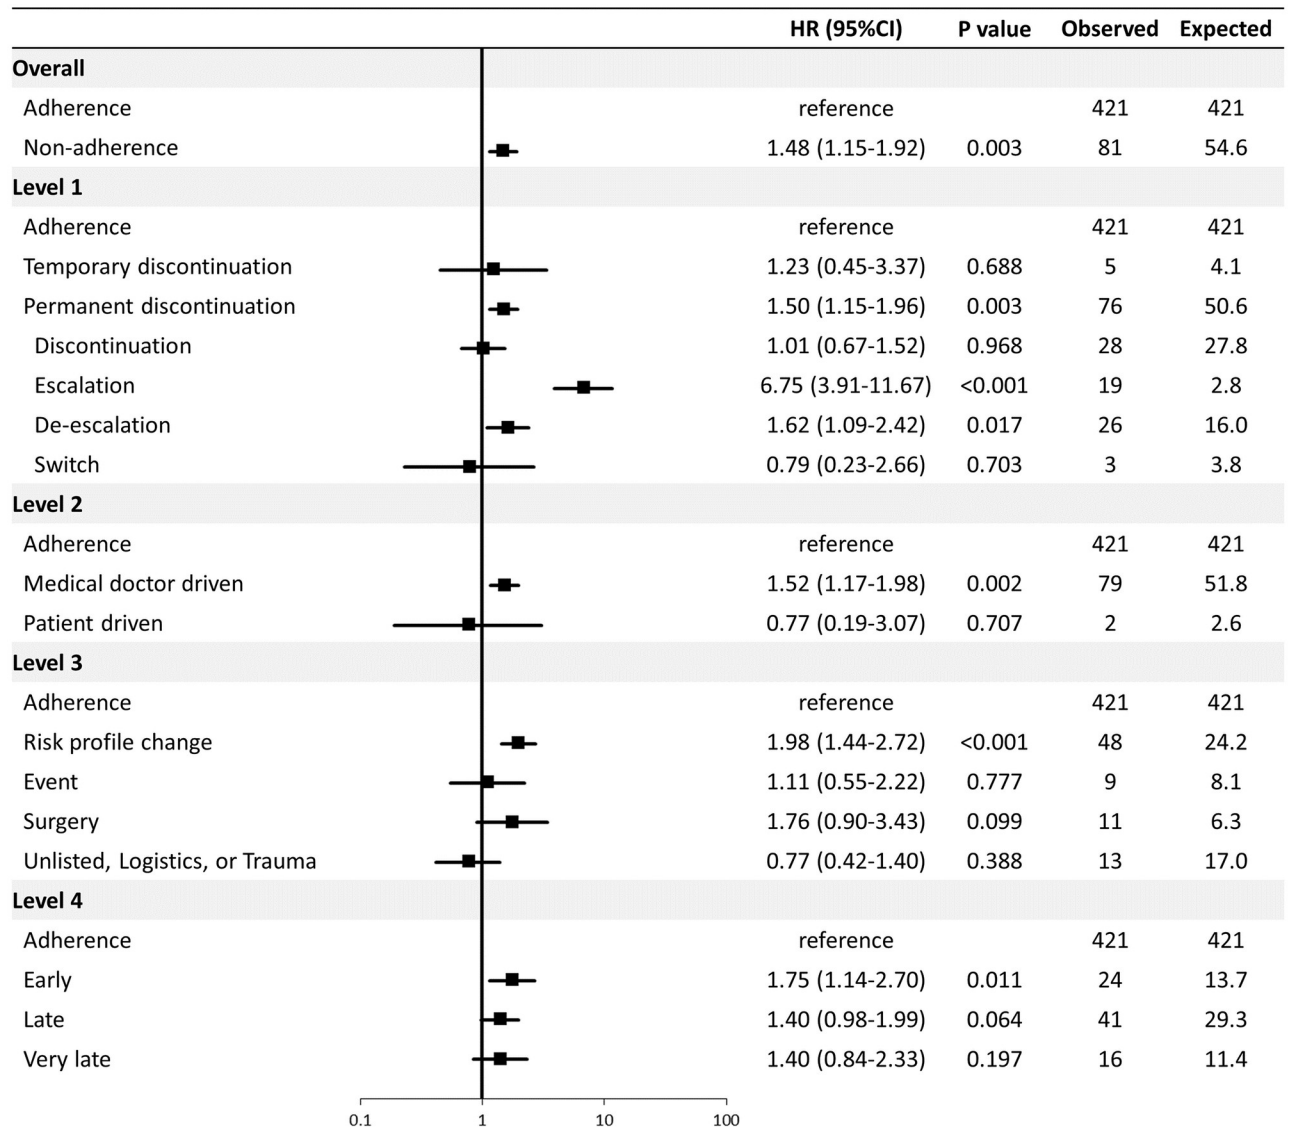 HR (95%CI) P value Observed Expected
Overall
Adherence reference 421 421
Non-adherence 1.48 (1.15-1.92) 0.003 81 54.6
Level 1
Adherence reference 421 421
Temporary discontinuation 1.23 (0.45-3.37) 0.688 5 4.1
Permanent discontinuation 1.50 (1.15-1.96) 0.003 76 50.6
Discontinuation 1.01 (0.67-1.52) 0.968 28 27.8
Escalation 6.75 (3.91-11.67) <0.001 19 2.8
De-escalation 1.62 (1.09-2.42) 0.017 26 16.0
Switch 0.79 (0.23-2.66) 0.703 3 3.8
Level 2
Adherence reference 421 421
Medical doctor driven 1.52 (1.17-1.98) 0.002 79 51.8
Patient driven 0.77 (0.19-3.07) 0.707 2 2.6
Level 3
Adherence reference 421 421
Risk profile change 1.98 (1.44-2.72) <0.001 48 24.2
Event 1.11 (0.55-2.22) 0.777 9 8.1
Surgery 1.76 (0.90-3.43) 0.099 11 6.3
Unlisted, Logistics, or Trauma 0.77 (0.42-1.40) 0.388 13 17.0
Level 4
Adherence reference 421 421
Early 1.75 (1.14-2.70) 0.011 24 13.7
Late 1.40 (0.98-1.99) 0.064 41 29.3
Very late 1.40 (0.84-2.33) 0.197 16 11.4
0.1 1 10 100